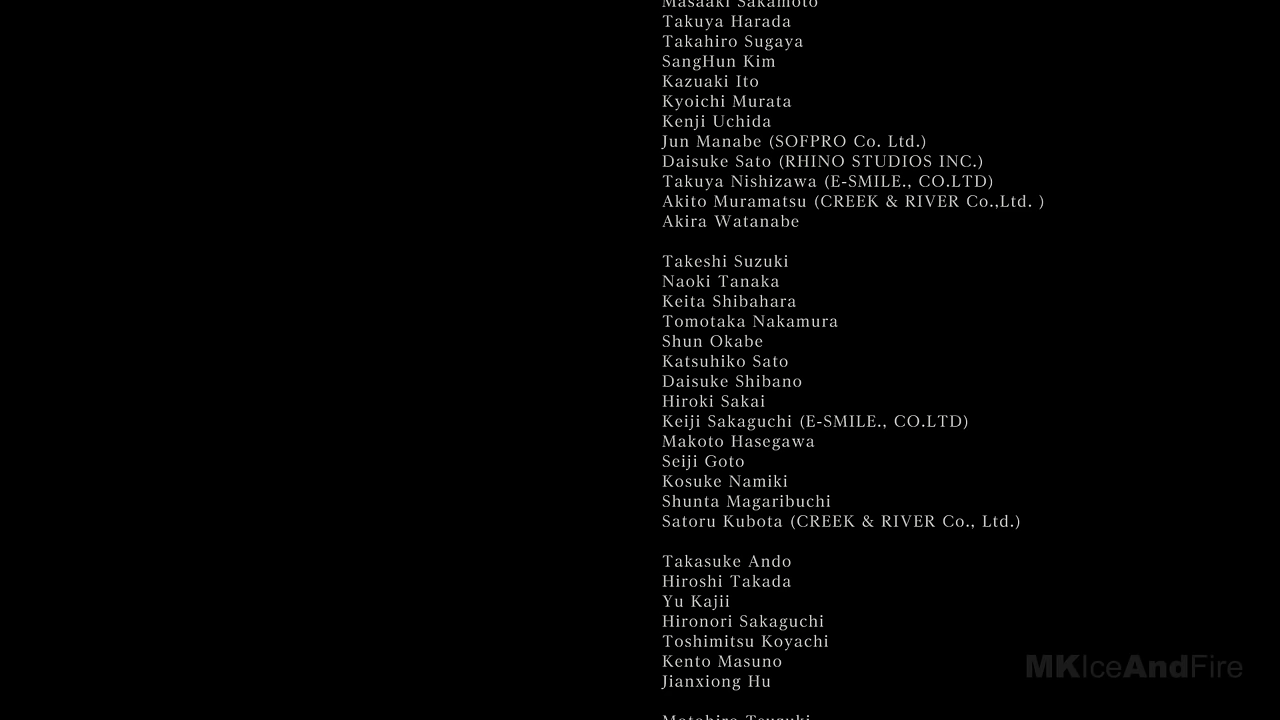 Masaaki Sakamoto
Takuya Harada
Takahiro Sugaya
SangHun Kim
Kazuaki Ito
Kyoichi Murata
Kenji Uchida
Jun Manabe (SOFPRO Co. Ltd.)
Daisuke Sato (RHINO STUDIOS INC.)
Takuya Nishizawa (E-SMILE., CO.LTD)
Akito Muramatsu (CREEK & RIVER Co.,Ltd. )
Akira Watanabe
Takeshi Suzuki
Naoki Tanaka
Keita Shibahara
Tomotaka Nakamura
Shun Okabe
Katsuhiko Sato
Daisuke Shibano
Hiroki Sakai
Keiji Sakaguchi (E-SMILE., CO.LTD)
Makoto Hasegawa
Seiji Goto
Kosuke Namiki
Shunta Magaribuchi
Satoru Kubota (CREEK & RIVER Co., Ltd.)
Takasuke Ando
Hiroshi Takada
Yu Kajii
Hironori Sakaguchi
Toshimitsu Koyachi
Kento Masuno
Jianxiong Hu
MKIceAndFire